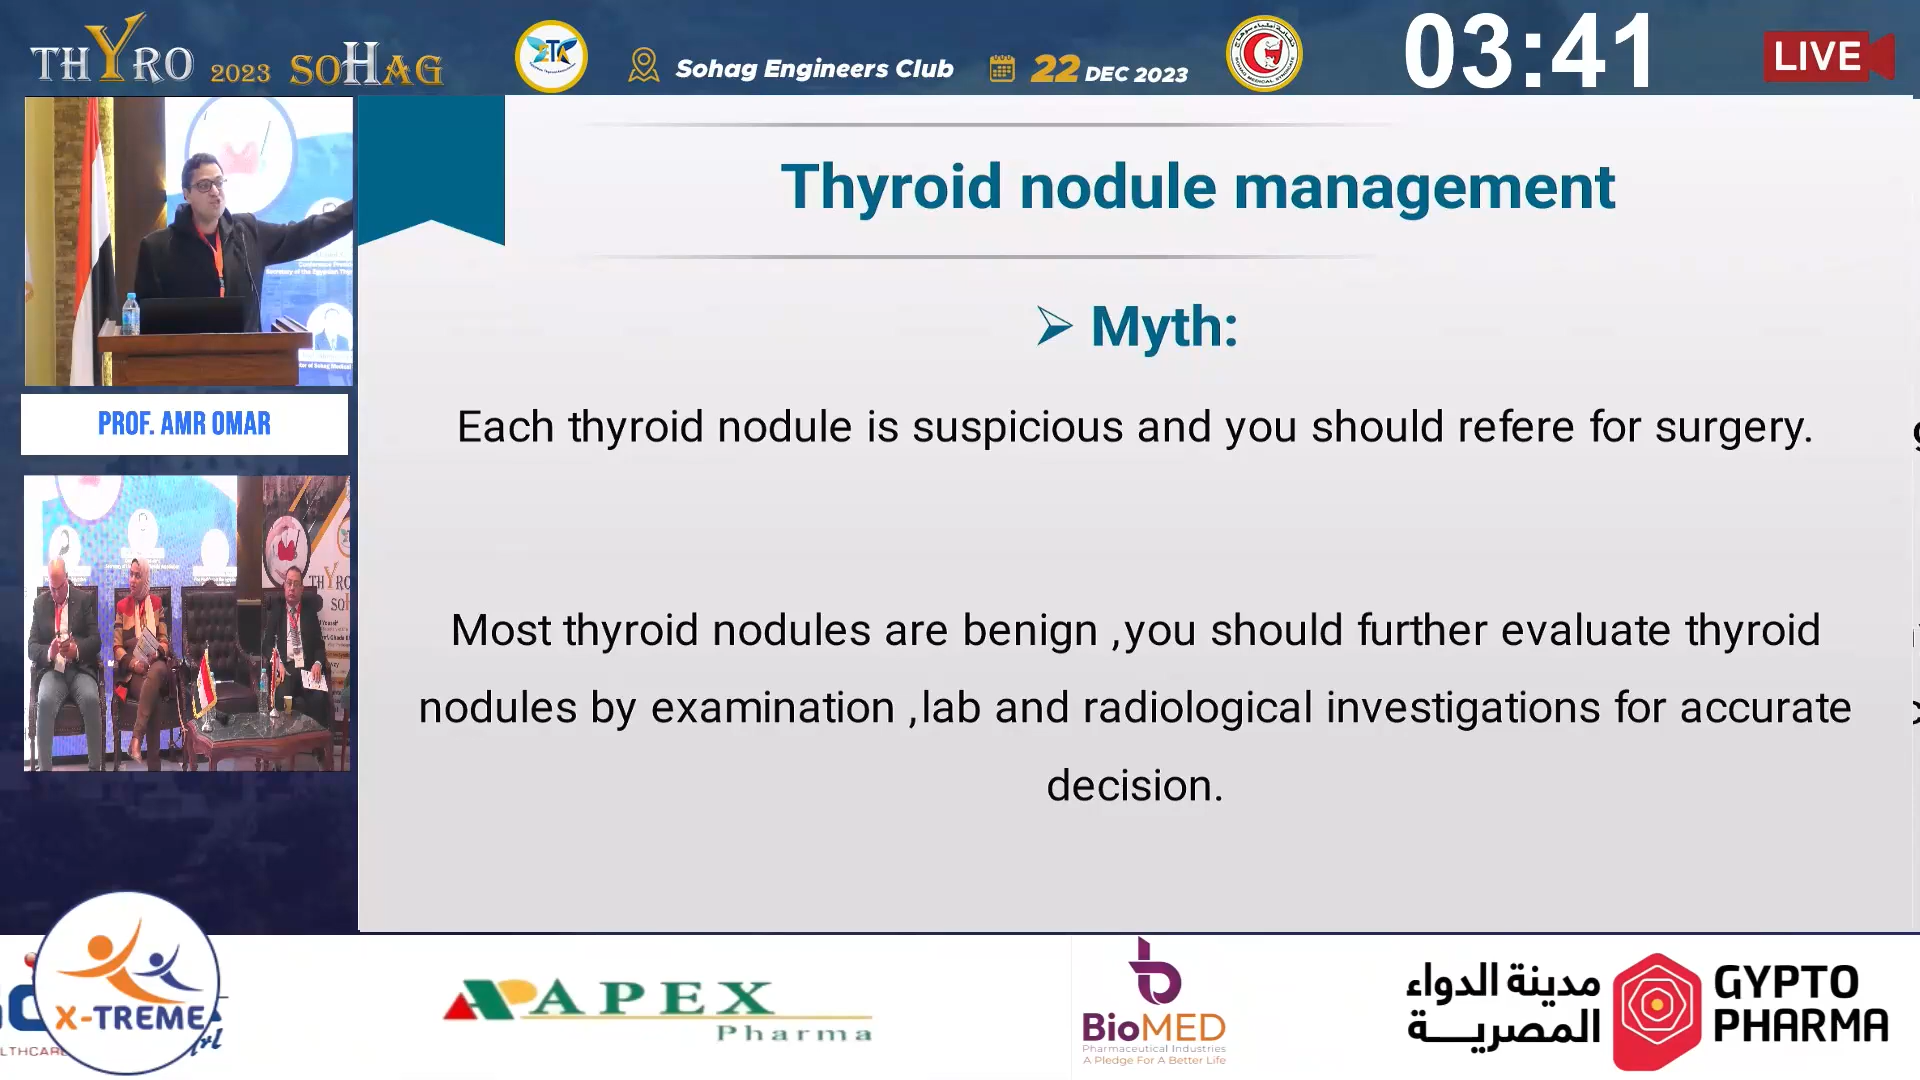 THYRO 2023 SOHAG
Sohag Engineers Club
22 DEC 2023
03:41
LIVE
Thyroid nodule management
Myth:
Each thyroid nodule is suspicious and you should refere for surgery.
Most thyroid nodules are benign ,you should further evaluate thyroid
nodules by examination ,lab and radiological investigations for accurate
decision.
PROF. AMR OMAR
X-TREME
APEX
Pharma
BioMED
Pharmaceutical Industries
A Pledge For A Better Life
مدينة الدواء
المصرية
GYPTO
PHARMA